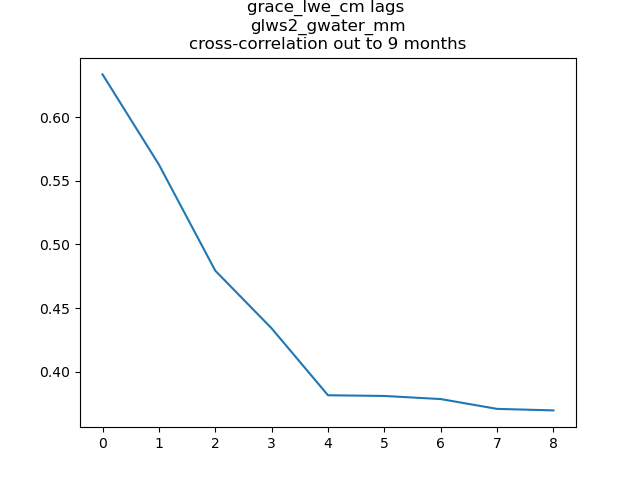 grace_lwe_cm lags
glws2_gwater_mm
cross-correlation out to 9 months
0.60
0.55
0.50
0.45
0.40
0 1 2 3 4 5 6 7 8